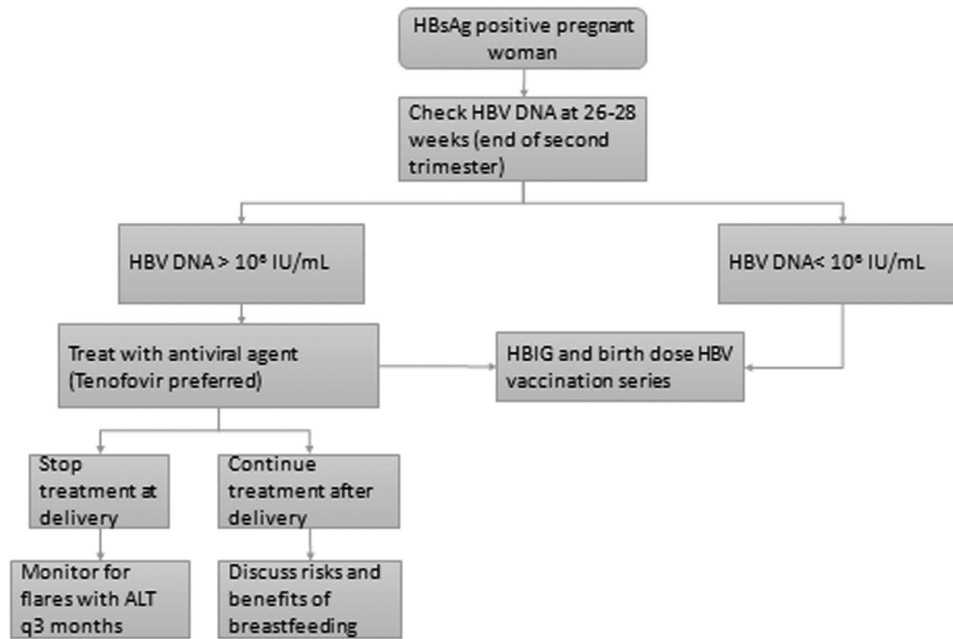 HBsAg positive pregnant
woman
Check HBV DNA at 26-28
weeks (end of second
trimester)
HBV DNA > 10⁶ IU/mL
HBV DNA< 10⁶ IU/mL
Treat with antiviral agent
(Tenofovir preferred)
HBIG and birth dose HBV
vaccination series
Stop
treatment at
delivery
Continue
treatment after
delivery
Monitor for
flares with ALT
q3 months
Discuss risks and
benefits of
breastfeeding